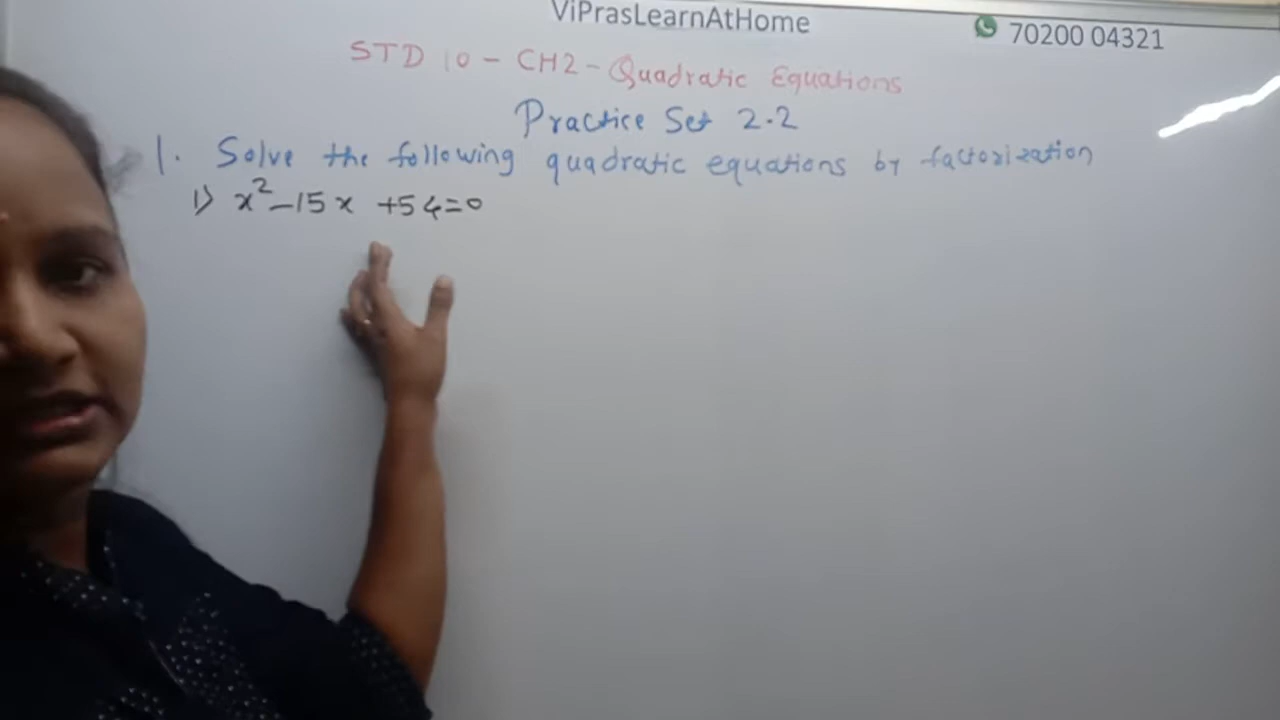 ViPrasLearnAtHome
70200 04321
STD 10 - CH2 - Quadratic Equations
Practice Set 2.2
1. Solve the following quadratic equations by factorization
1) x² - 15x + 54 = 0